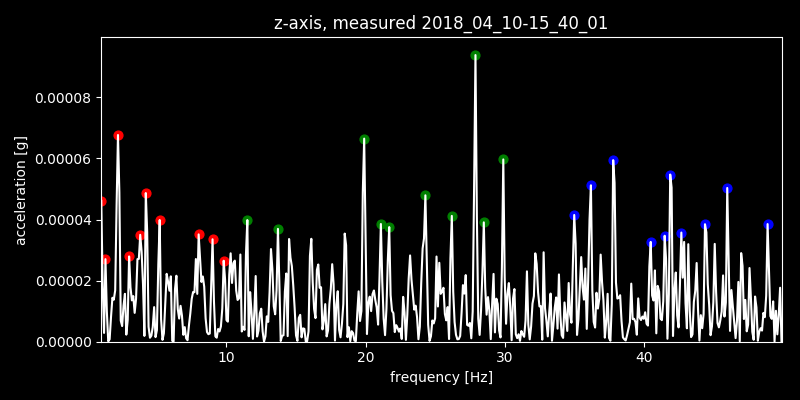 z-axis, measured 2018_04_10-15_40_01
acceleration [g]
0.00008
0.00006
0.00004
0.00002
0.00000
10 20 30 40
frequency [Hz]